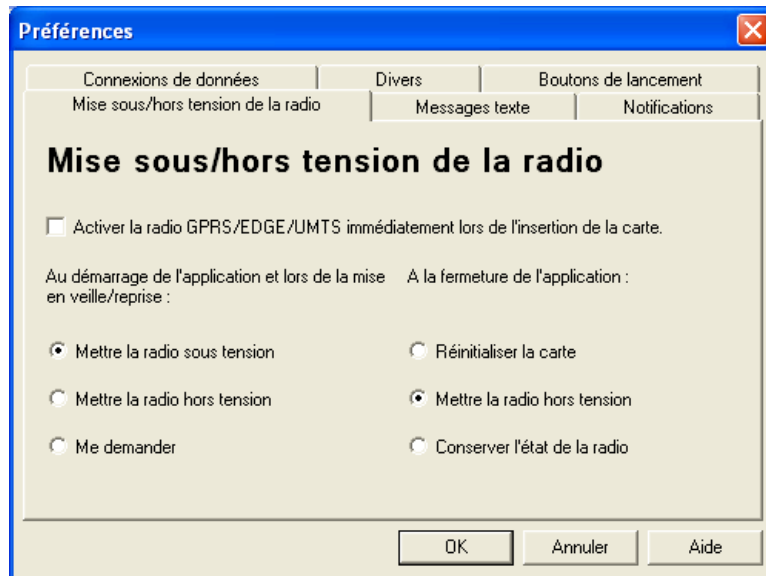 Préférences
Connexions de données
Divers
Boutons de lancement
Mise sous/hors tension de la radio
Messages texte
Notifications
Mise sous/hors tension de la radio
Activer la radio GPRS/EDGE/UMTS immédiatement lors de l'insertion de la carte.
Au démarrage de l'application et lors de la mise
en veille/reprise :
A la fermeture de l'application :
Mettre la radio sous tension
Réinitialiser la carte
Mettre la radio hors tension
Mettre la radio hors tension
Me demander
Conserver l'état de la radio
OK
Annuler
Aide